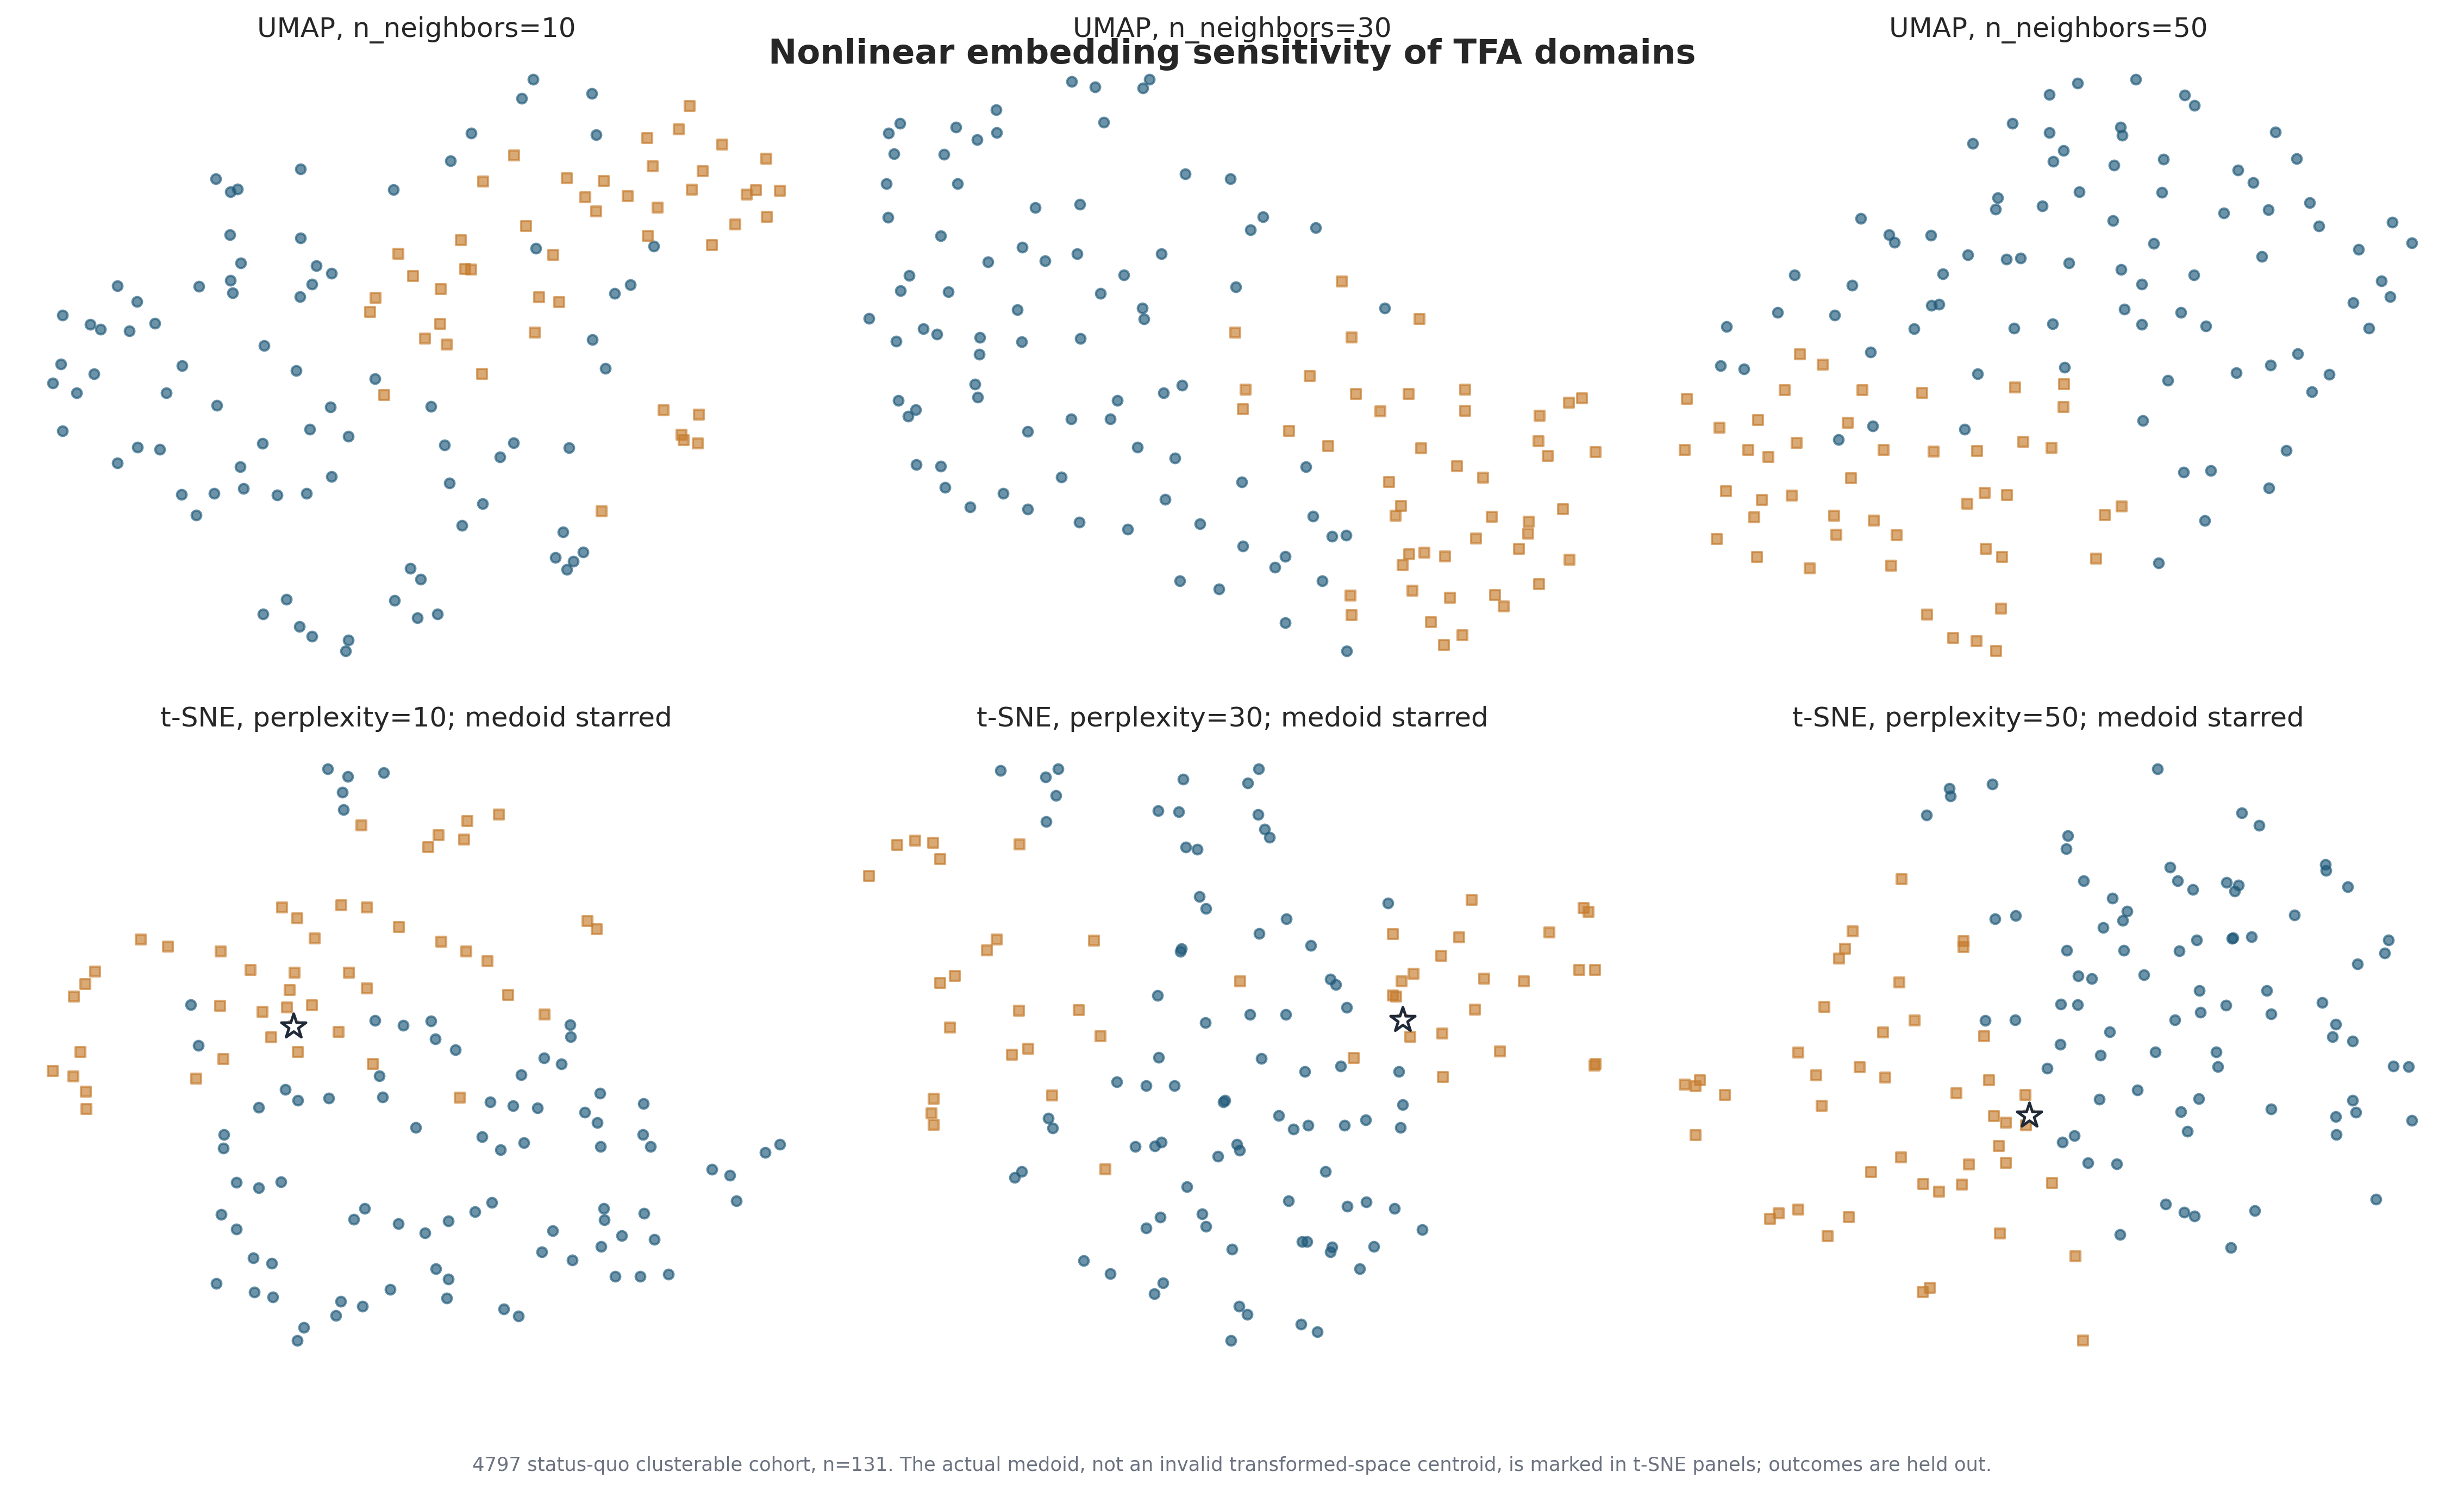 UMAP, n_neighbors=10
UMAP, n_neighbors=30
UMAP, n_neighbors=50
Nonlinear embedding sensitivity of TFA domains
t-SNE, perplexity=10; medoid starred
t-SNE, perplexity=30; medoid starred
t-SNE, perplexity=50; medoid starred
4797 status-quo clusterable cohort, n=131. The actual medoid, not an invalid transformed-space centroid, is marked in t-SNE panels; outcomes are held out.